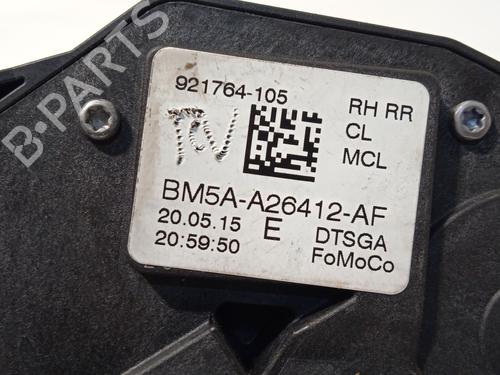 B-PARTS
921764-105
RH RR
CL
MCL
BM5A-A26412-AF
20.05.15 E DTSGA
20:59:50 FoMoCo